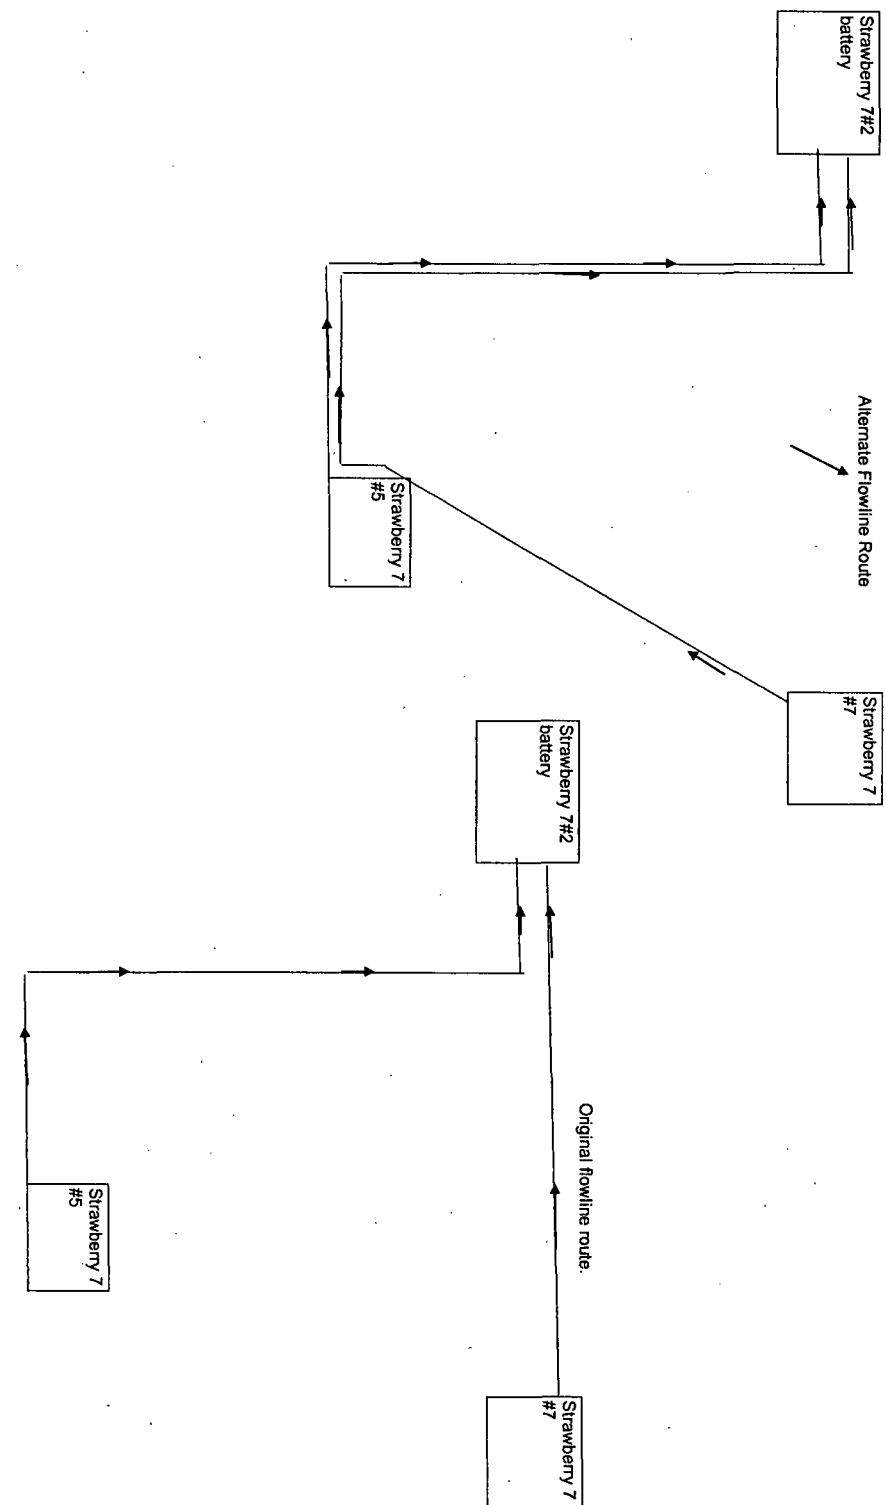 Strawberry 7#2
battery
Alternate Flowline Route
Strawberry 7
#5
Strawberry 7
#7
Strawberry 7#2
battery
Original flowline route.
Strawberry 7
#5
Strawberry 7
#7